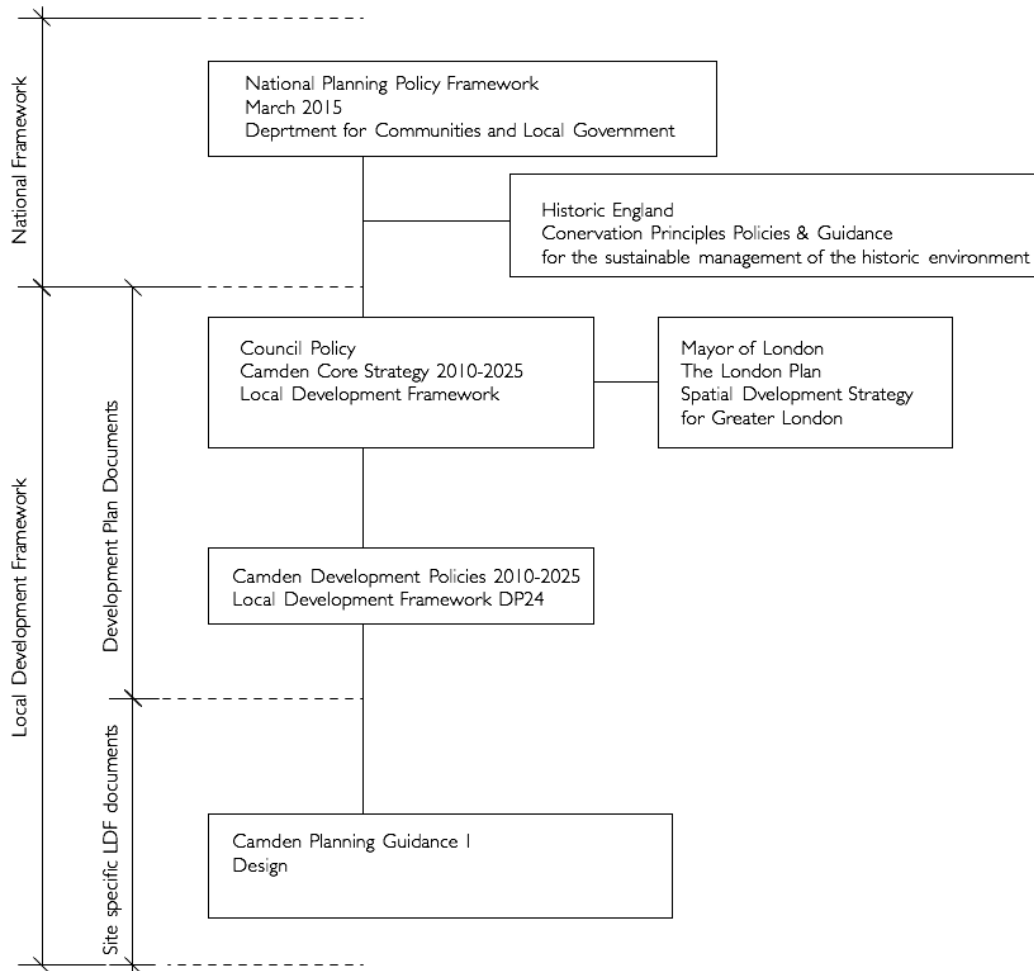 National Framework
National Planning Policy Framework
March 2015
Deprtment for Communities and Local Government
Historic England
Conervation Principles Policies & Guidance
for the sustainable management of the historic environment
Local Development Framework
Development Plan Documents
Council Policy
Camden Core Strategy 2010-2025
Local Development Framework
Mayor of London
The London Plan
Spatial Dvelopment Strategy
for Greater London
Camden Development Policies 2010-2025
Local Development Framework DP24
Site specific LDF documents
Camden Planning Guidance 1
Design